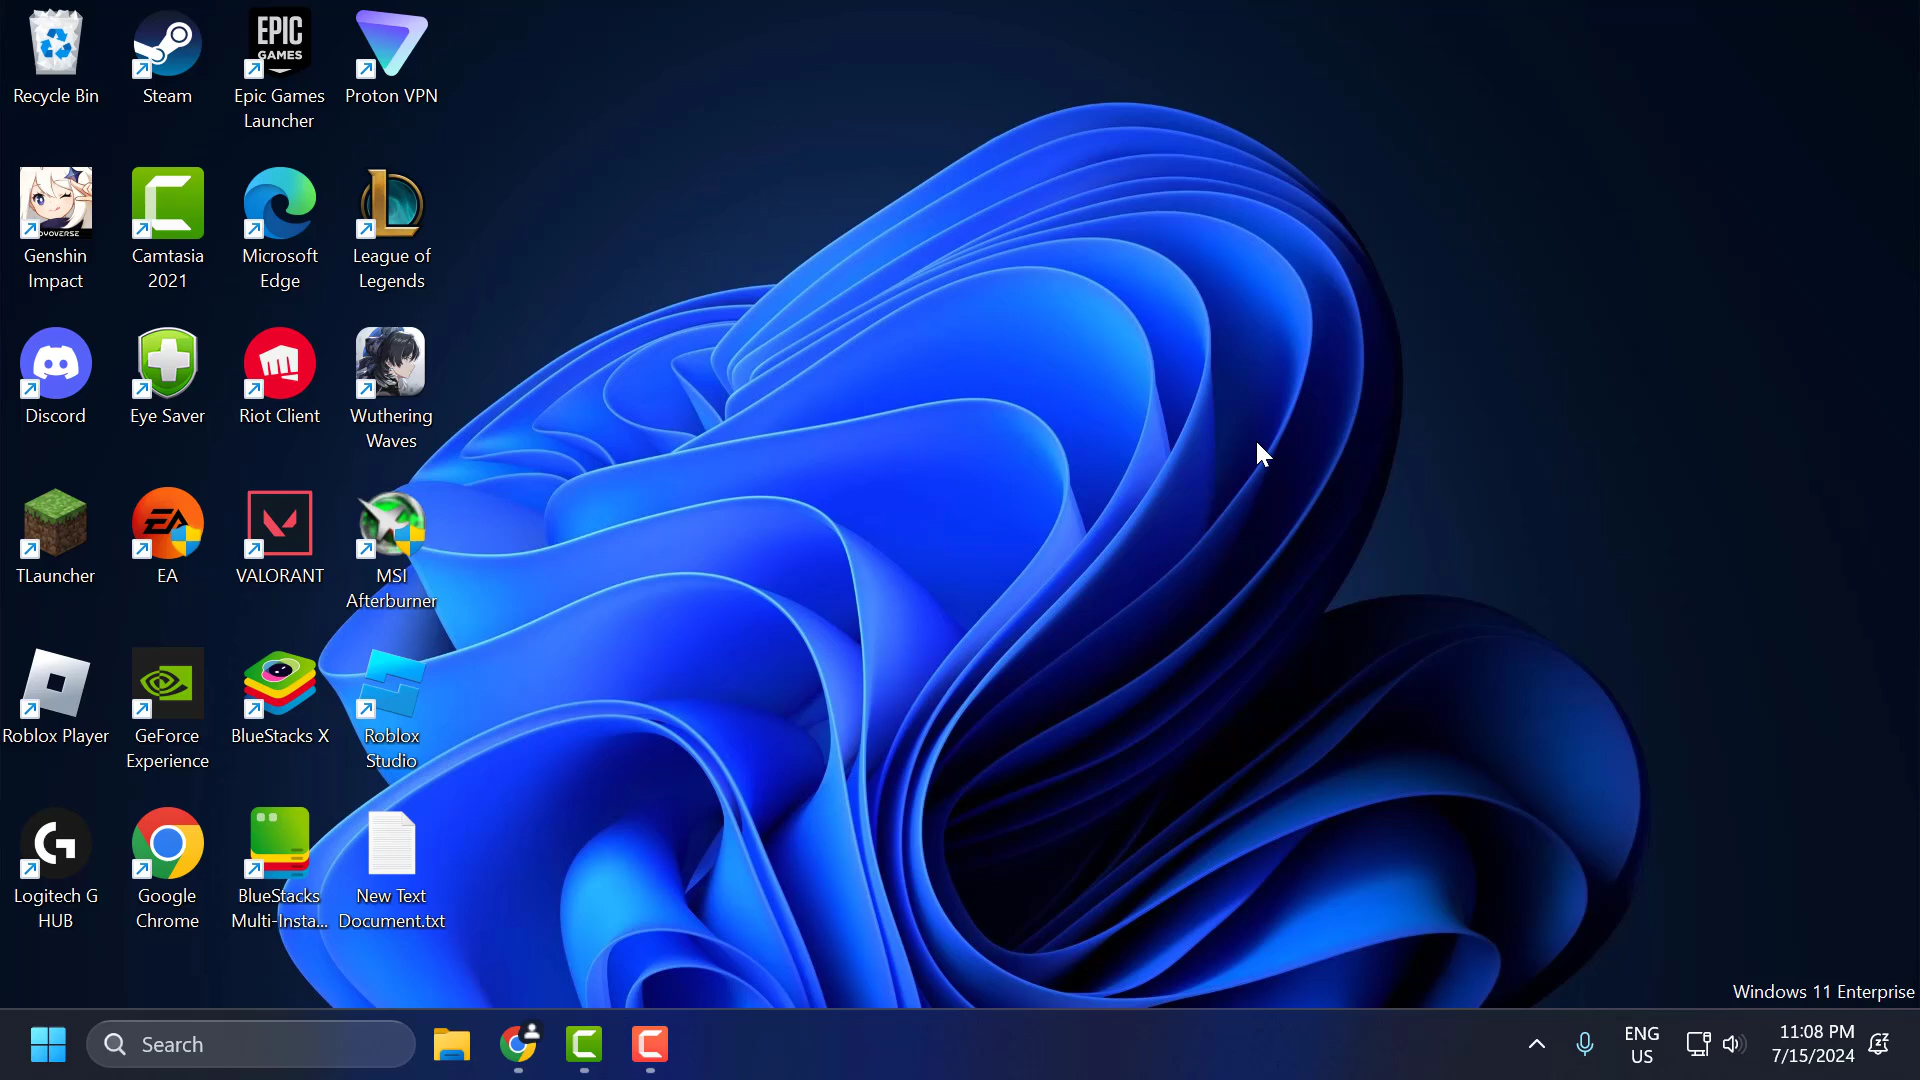 Recycle Bin
Steam
EPIC
GAMES
Epic Games
Launcher
Proton VPN
Genshin
Impact
Camtasia
2021
Microsoft
Edge
League of
Legends
Discord
Eye Saver
Riot Client
Wuthering
Waves
TLauncher
EA
EA
VALORANT
MSI
Afterburner
Roblox Player
GeForce
Experience
BlueStacks X
Roblox
Studio
Logitech G
HUB
Google
Chrome
BlueStacks
Multi-Insta...
New Text
Document.txt
Windows 11 Enterprise
Search
ENG
US
11:08 PM
7/15/2024